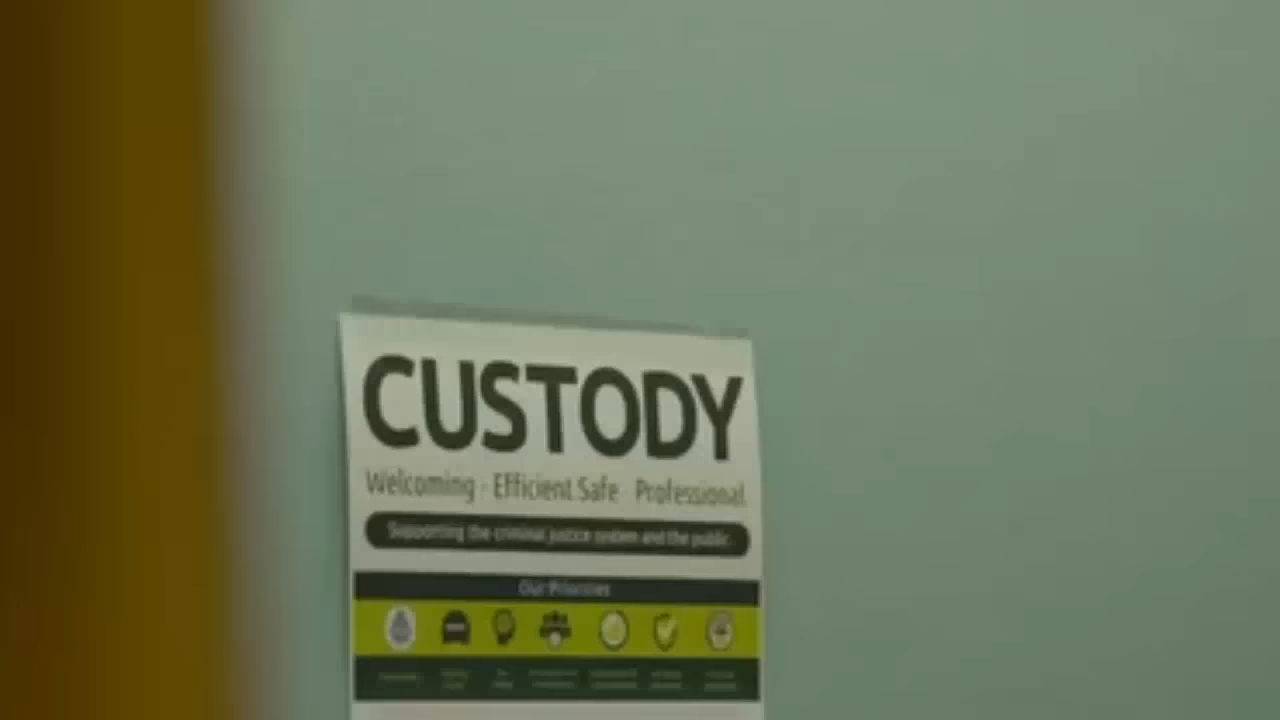 CUSTODY
Welcoming · Efficient Safe · Professional
Supporting the criminal justice system and the public
Our Priorities